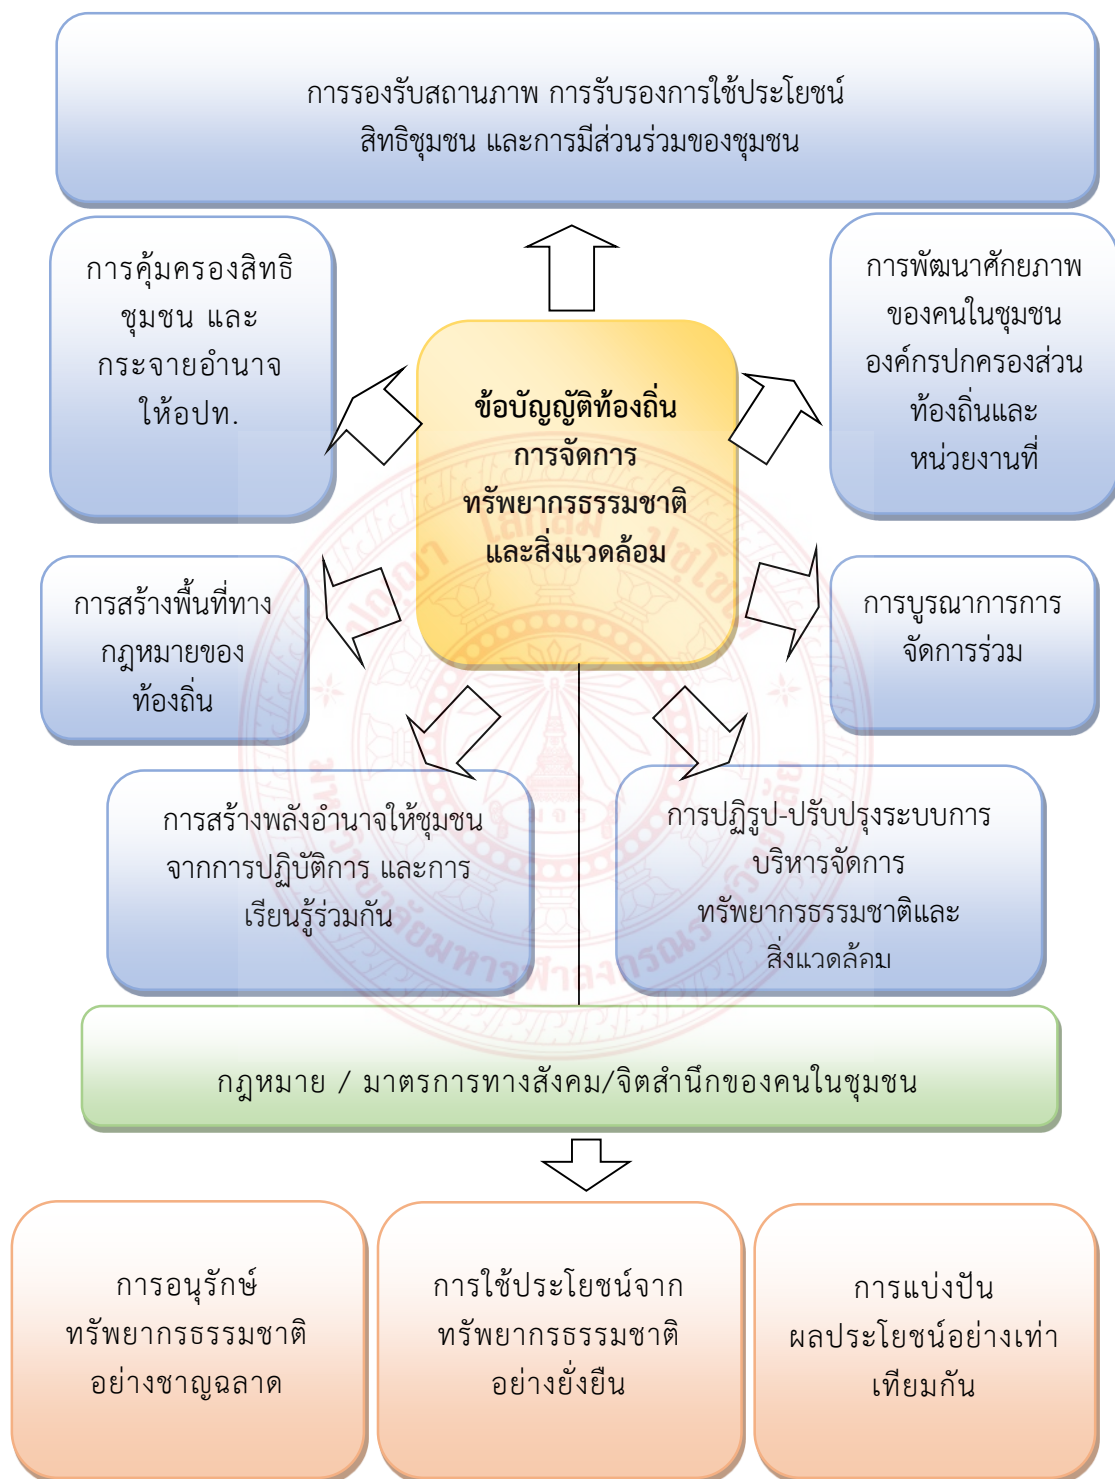 การรองรับสถานภาพ การรับรองการใช้ประโยชน์
สิทธิชุมชน และการมีส่วนร่วมของชุมชน
การคุ้มครองสิทธิ
ชุมชน และ
กระจายอำนาจ
ให้อปท.
การพัฒนาศักยภาพ
ของคนในชุมชน
องค์กรปกครองส่วน
ท้องถิ่นและ
หน่วยงานที่
ข้อบัญญัติท้องถิ่น
การจัดการ
ทรัพยากรธรรมชาติ
และสิ่งแวดล้อม
การสร้างพื้นที่ทาง
กฎหมายของ
ท้องถิ่น
การบูรณาการการ
จัดการร่วม
การสร้างพลังอำนาจให้ชุมชน
จากการปฏิบัติการ และการ
เรียนรู้ร่วมกัน
การปฏิรูป-ปรับปรุงระบบการ
บริหารจัดการ
ทรัพยากรธรรมชาติและ
สิ่งแวดล้อม
กฎหมาย / มาตรการทางสังคม/จิตสำนึกของคนในชุมชน
การอนุรักษ์
ทรัพยากรธรรมชาติ
อย่างชาญฉลาด
การใช้ประโยชน์จาก
ทรัพยากรธรรมชาติ
อย่างยั่งยืน
การแบ่งปัน
ผลประโยชน์อย่างเท่า
เทียมกัน